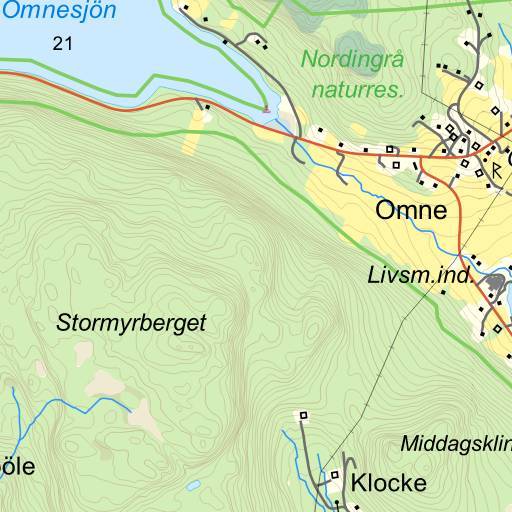 Omnesjön
21
Nordingrå
naturres.
Omne
Livsm.ind.
Stormyrberget
Middagsklin
öle
Klocke